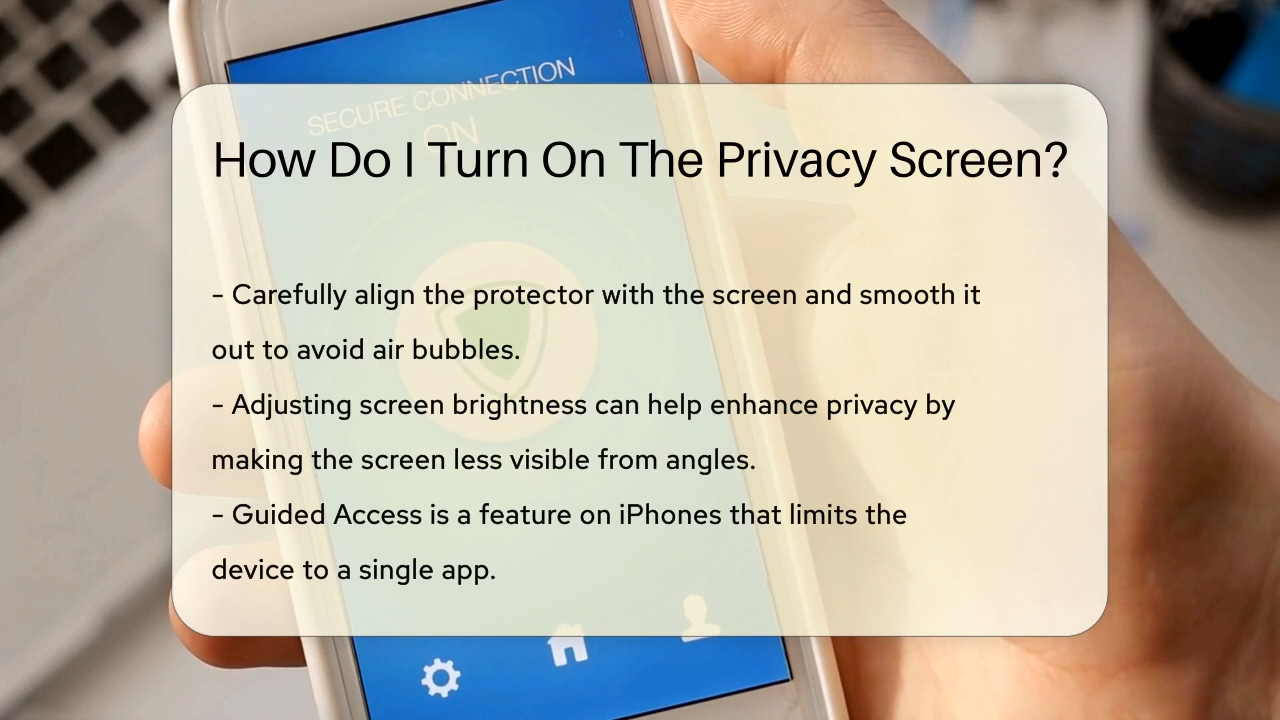 SECURE CONNECTION
ON
How Do I Turn On The Privacy Screen?
– Carefully align the protector with the screen and smooth it
out to avoid air bubbles.
– Adjusting screen brightness can help enhance privacy by
making the screen less visible from angles.
– Guided Access is a feature on iPhones that limits the
device to a single app.